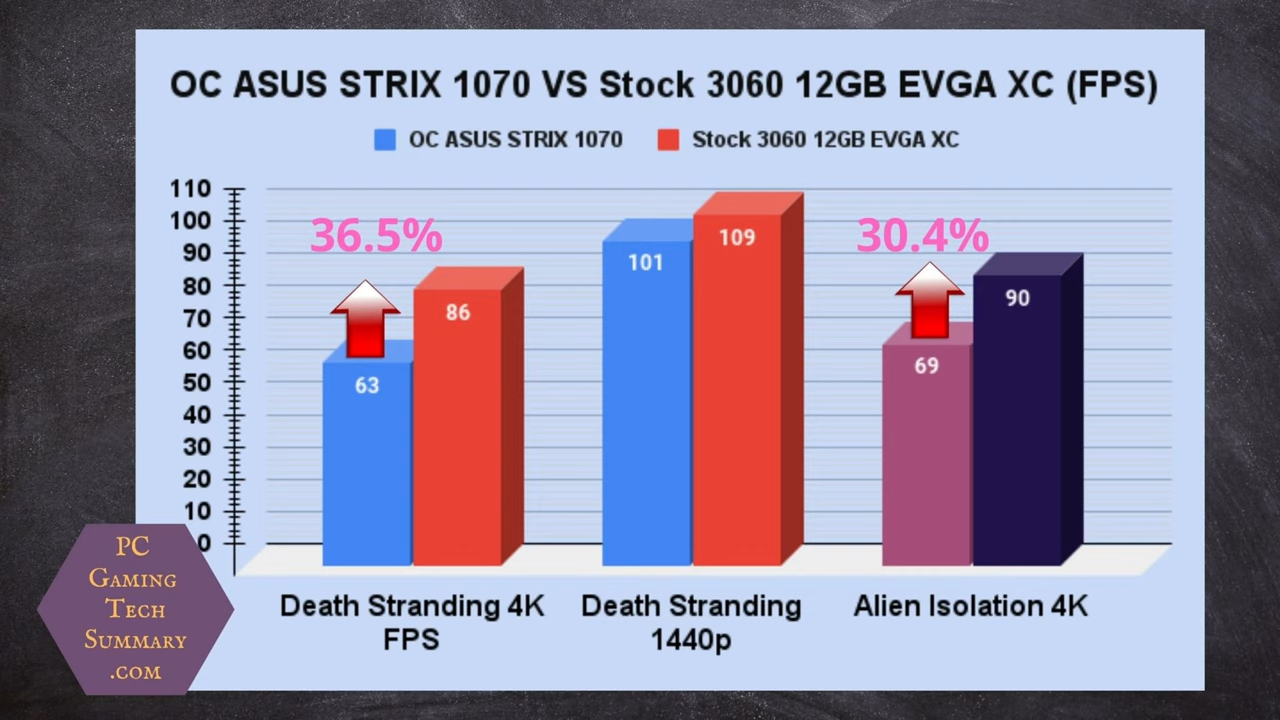 OC ASUS STRIX 1070 VS Stock 3060 12GB EVGA XC (FPS)
OC ASUS STRIX 1070 Stock 3060 12GB EVGA XC
110
100
90
80
70
60
50
40
30
20
10
0
36.5%
30.4%
63
86
101
109
69
90
Death Stranding 4K
FPS
Death Stranding
1440p
Alien Isolation 4K
PC
Gaming
Tech
Summary
.com